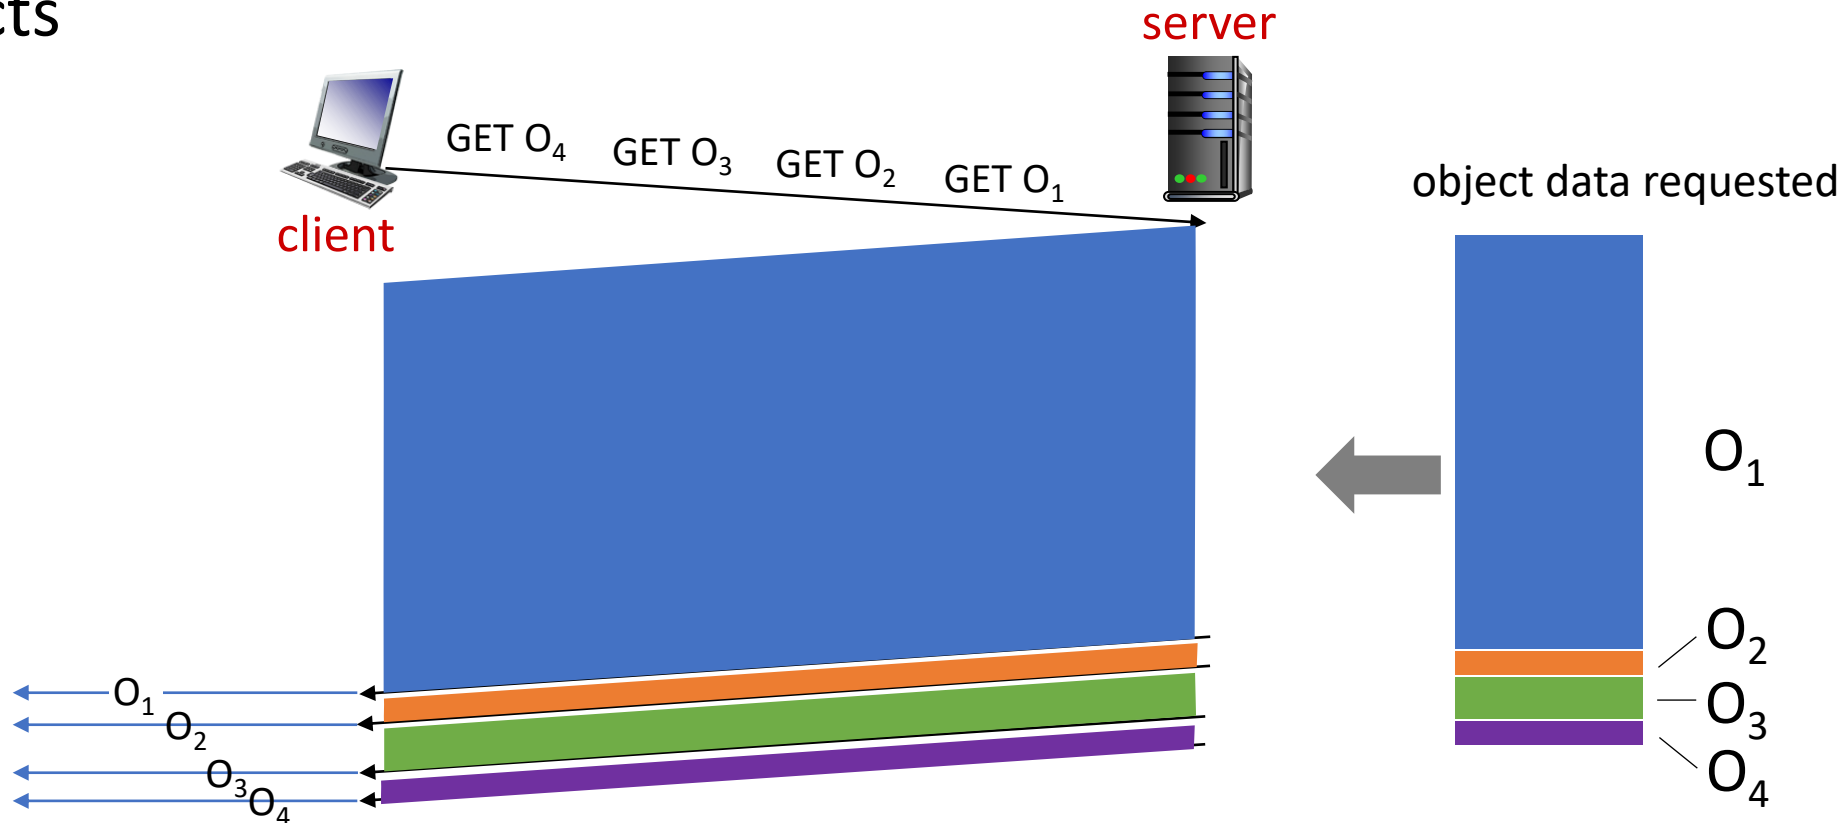 cts
server
GET O₄ GET O₃ GET O₂ GET O₁
client
object data requested
O₁
O₂
O₃
O₄
O₁
O₂
O₃
O₄